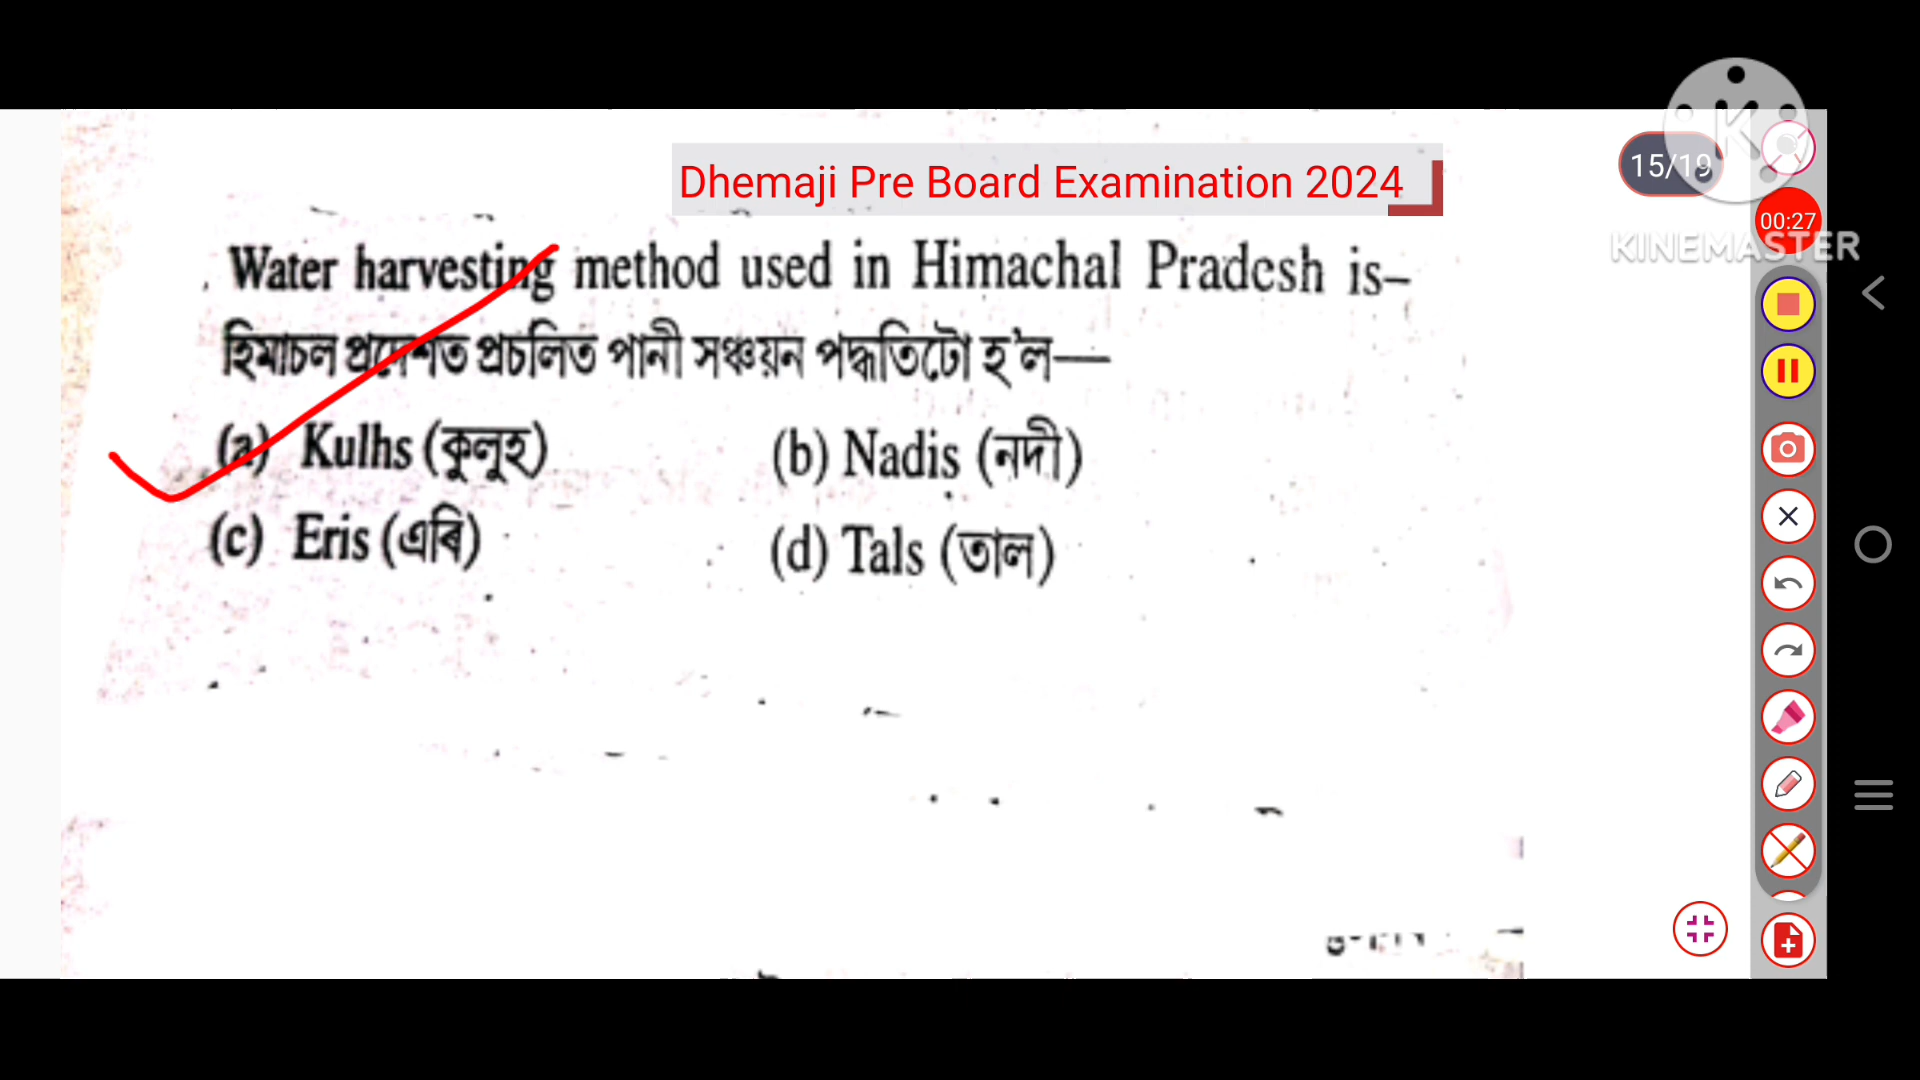 Dhemaji Pre Board Examination 2024
15/19
00:27
KINEMASTER
Water harvesting method used in Himachal Pradesh is–
হিমাচল প্ৰদেশত প্ৰচলিত পানী সঞ্চয়ন পদ্ধতিটো হ'ল—
(a) Kulhs (কুলুহ) (b) Nadis (নদী)
(c) Eris (এৰি) (d) Tals (তাল)